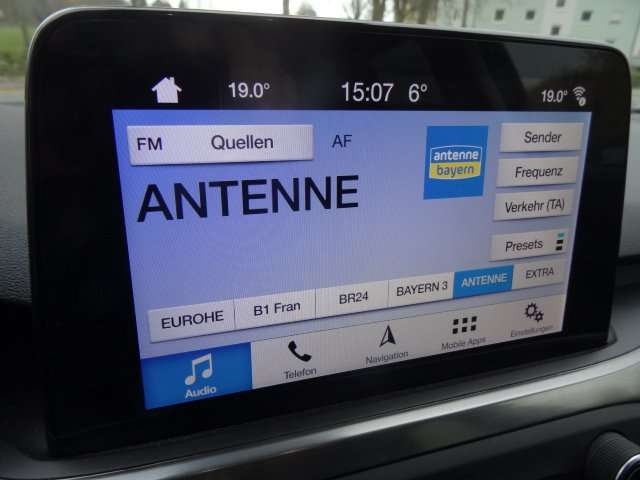 19.0° 15:07 6° 19.0°
FM Quellen AF
antenne
bayern
Sender
Frequenz
Verkehr (TA)
Presets
ANTENNE
EUROHE B1 Fran BR24 BAYERN 3 ANTENNE EXTRA
Audio Telefon Navigation Mobile Apps Einstellungen